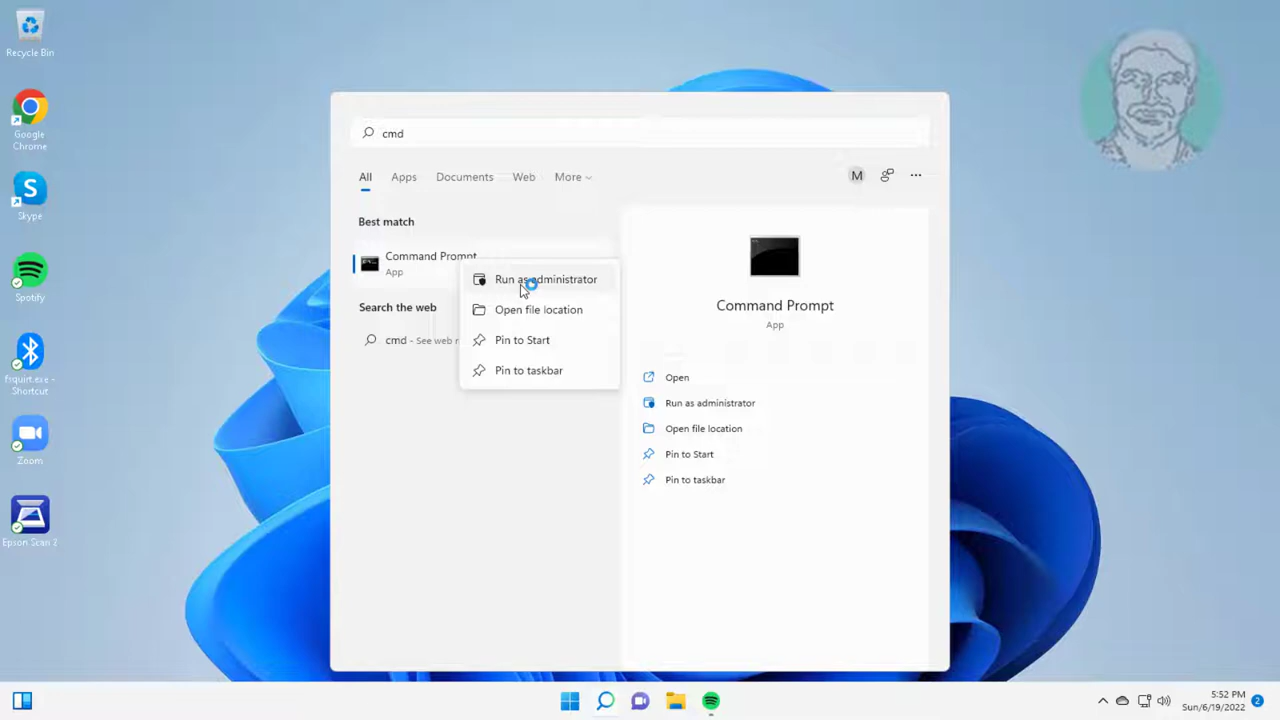 Recycle Bin
Google
Chrome
Skype
Spotify
fsquirt.exe -
Shortcut
Zoom
Epson Scan 2
cmd
All
Apps
Documents
Web
More
M
Best match
Command Prompt
App
Search the web
cmd - See web r
Run as administrator
Open file location
Pin to Start
Pin to taskbar
Command Prompt
App
Open
Run as administrator
Open file location
Pin to Start
Pin to taskbar
5:52 PM
Sun/6/19/2022
2